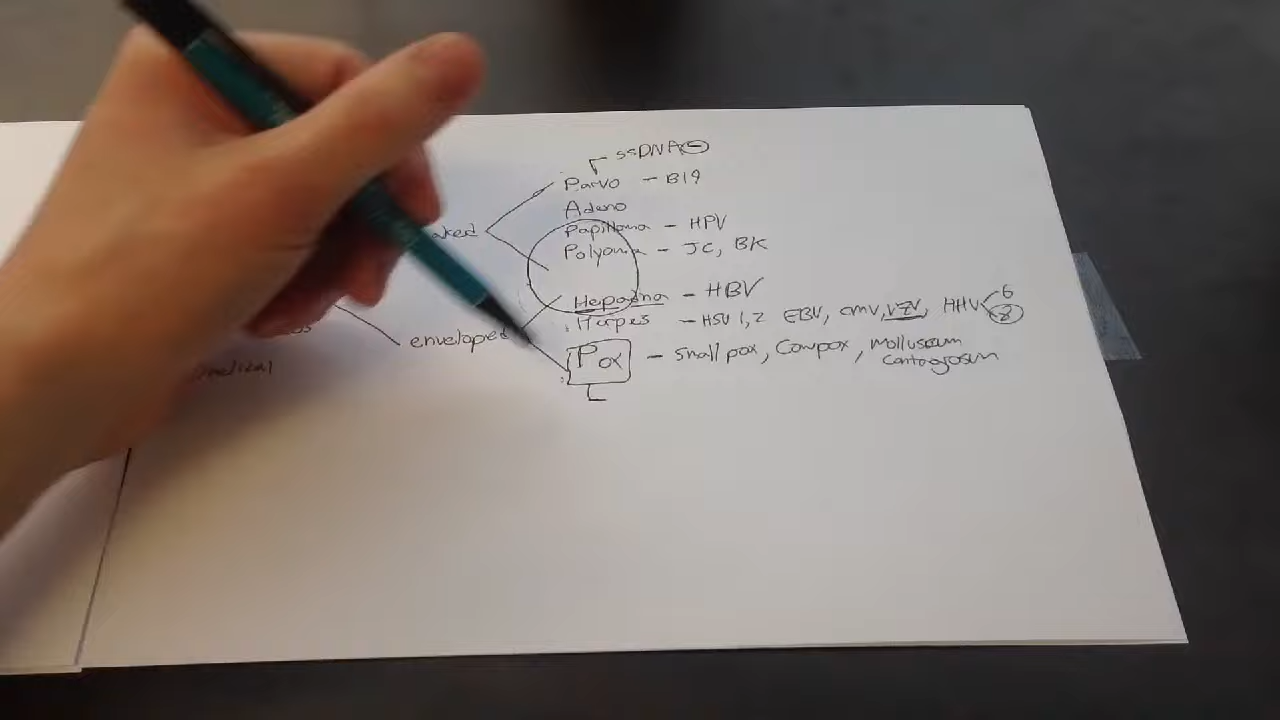 ssDNA -
Parvo - B19
Adeno
Papilloma - HPV
Polyoma - JC, BK
Hepadna - HBV
Herpes - HSV 1,2 EBV, CMV, VZV, HHV 6
8
enveloped
Pox - Small pox, Cowpox, Molluscum
Contagiosum